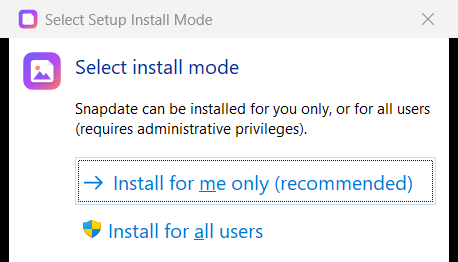 Select Setup Install Mode
Select install mode
Snapdate can be installed for you only, or for all users
(requires administrative privileges).
Install for me only (recommended)
Install for all users